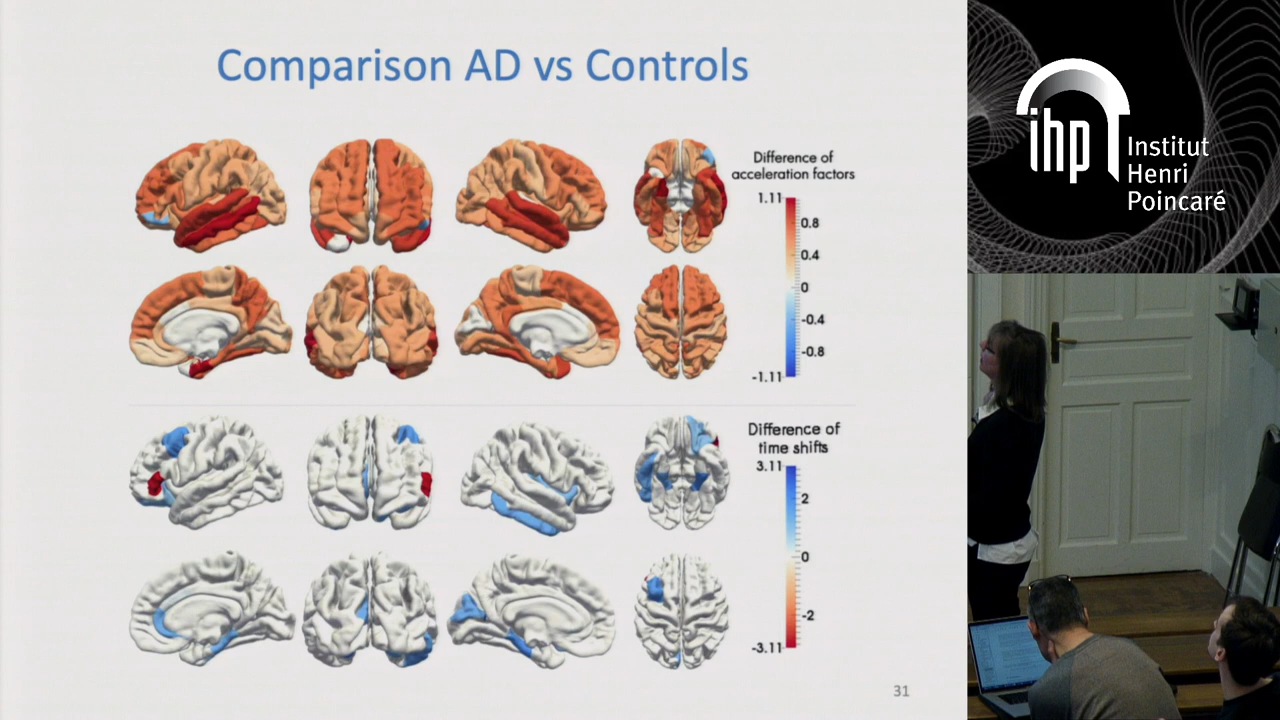 Comparison AD vs Controls
Difference of
acceleration factors
1.11
0.8
0.4
0
-0.4
-0.8
-1.11
Difference of
time shifts
3.11
2
0
-2
-3.11
31
ihp
Institut
Henri
Poincaré